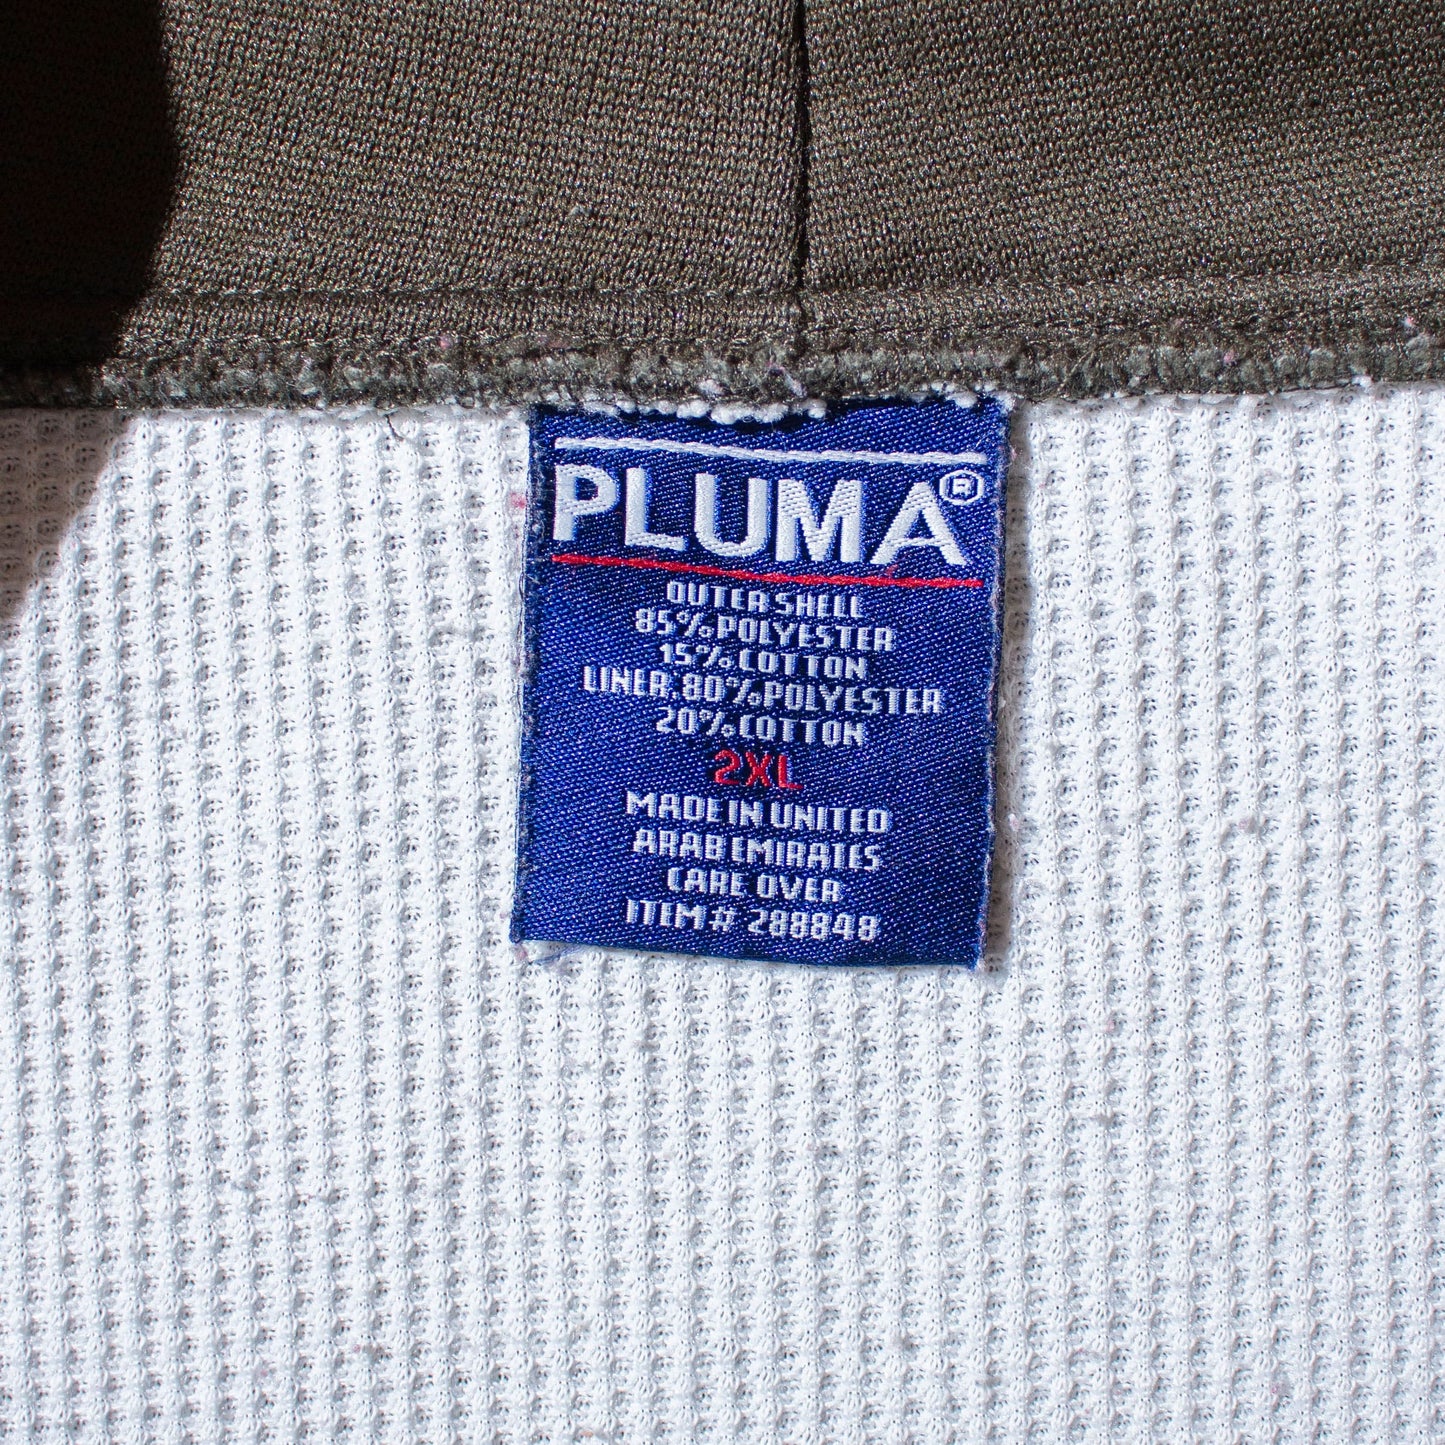 PLUMA®
OUTER SHELL
85% POLYESTER
15% COTTON
LINER, 80% POLYESTER
20% COTTON
2XL
MADE IN UNITED
ARAB EMIRATES
CARE OVER
ITEM # 288848